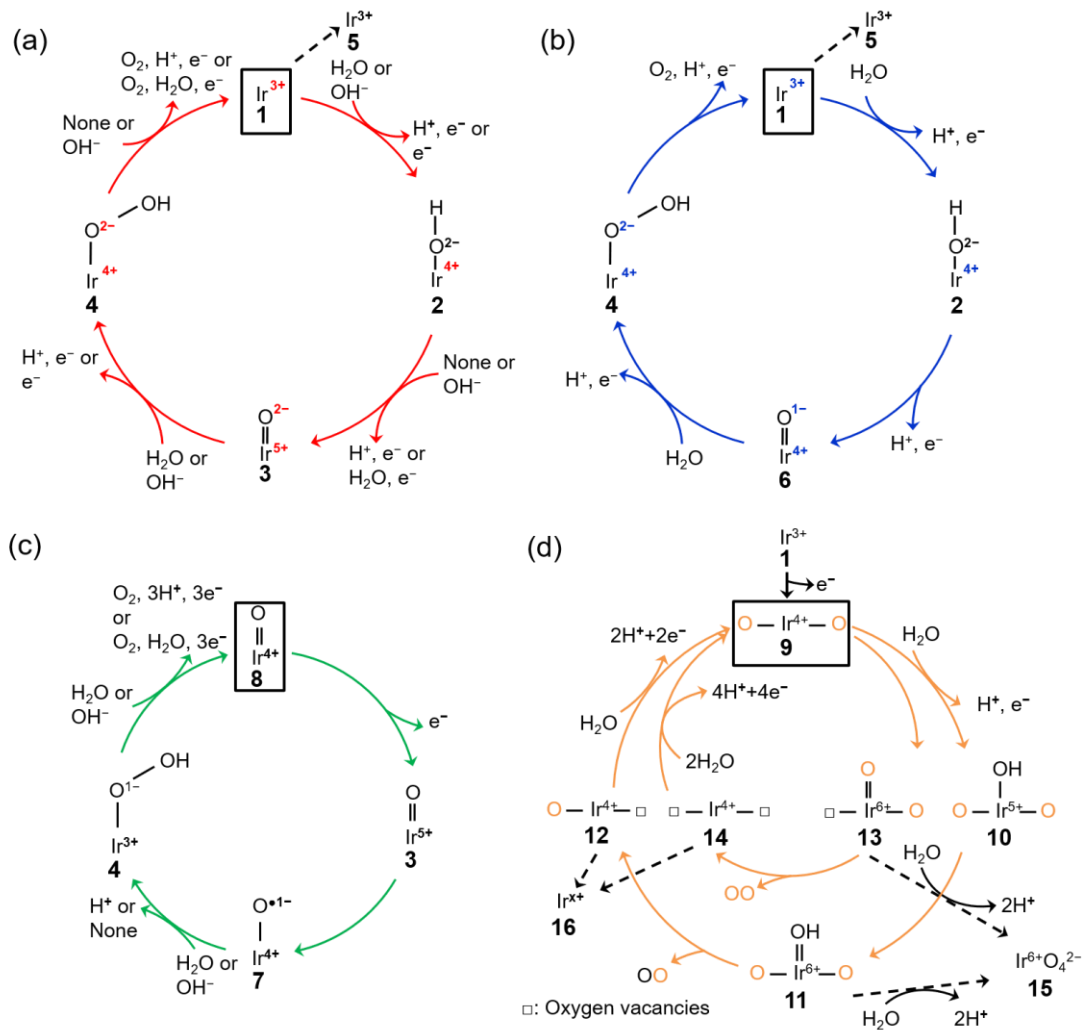 (a)
Ir³⁺
5
O₂, H⁺, e⁻ or
O₂, H₂O, e⁻
H₂O or
OH⁻
Ir³⁺
1
None or
OH⁻
H⁺, e⁻ or
e⁻
OH
O²⁻
Ir⁴⁺
4
H
O²⁻
Ir⁴⁺
2
H⁺, e⁻ or
e⁻
None or
OH⁻
O²⁻
Ir⁵⁺
3
H₂O or
OH⁻
H⁺, e⁻ or
H₂O, e⁻
(b)
Ir³⁺
5
O₂, H⁺, e⁻
H₂O
Ir³⁺
1
H⁺, e⁻
OH
O²⁻
Ir⁴⁺
4
H
O²⁻
Ir⁴⁺
2
H⁺, e⁻
O¹⁻
Ir⁴⁺
6
H₂O
H⁺, e⁻
(c)
O₂, 3H⁺, 3e⁻
or
O₂, H₂O, 3e⁻
O
Ir⁴⁺
8
H₂O or
OH⁻
e⁻
OH
O¹⁻
Ir³⁺
4
O
Ir⁵⁺
3
H⁺ or
None
O•¹⁻
Ir⁴⁺
7
H₂O or
OH⁻
(d)
Ir³⁺
1
e⁻
O — Ir⁴⁺ — O
9
2H⁺+2e⁻
H₂O
4H⁺+4e⁻
H₂O
H⁺, e⁻
2H₂O
O — Ir⁴⁺ — □
12
□ — Ir⁴⁺ — □
14
O
□ — Ir⁶⁺ — O
13
OH
O — Ir⁵⁺ — O
10
H₂O
OO
2H⁺
Irˣ⁺
16
OO
OH
O — Ir⁶⁺ — O
11
Ir⁶⁺O₄²⁻
15
H₂O
2H⁺
□: Oxygen vacancies